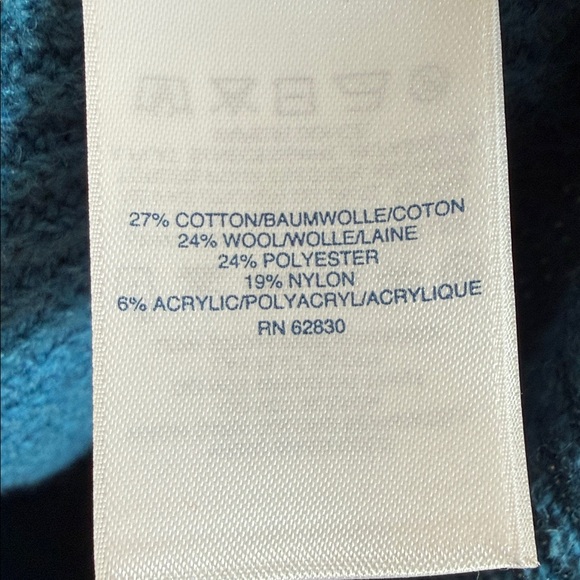 27% COTTON/BAUMWOLLE/COTON
24% WOOL/WOLLE/LAINE
24% POLYESTER
19% NYLON
6% ACRYLIC/POLYACRYL/ACRYLIQUE
RN 62830